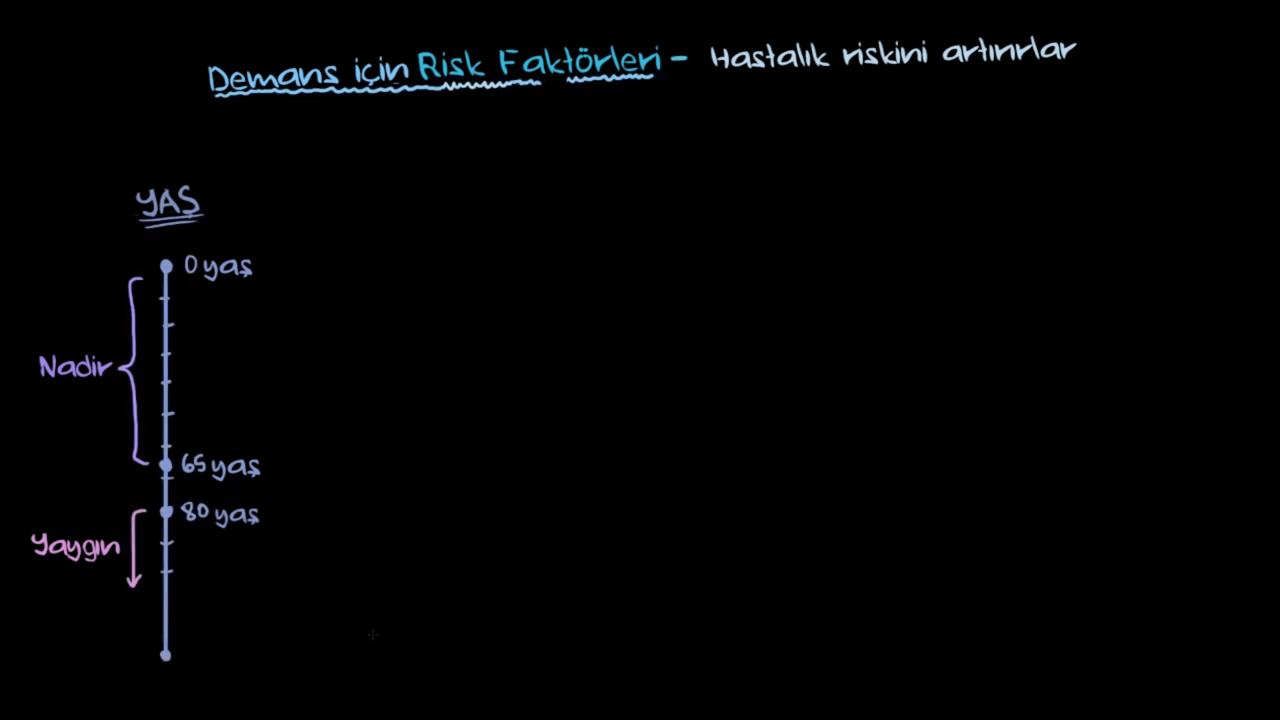 Demans için Risk Faktörleri - Hastalık riskini artırırlar
YAŞ
0 yaş
Nadir
65 yaş
80 yaş
Yaygın